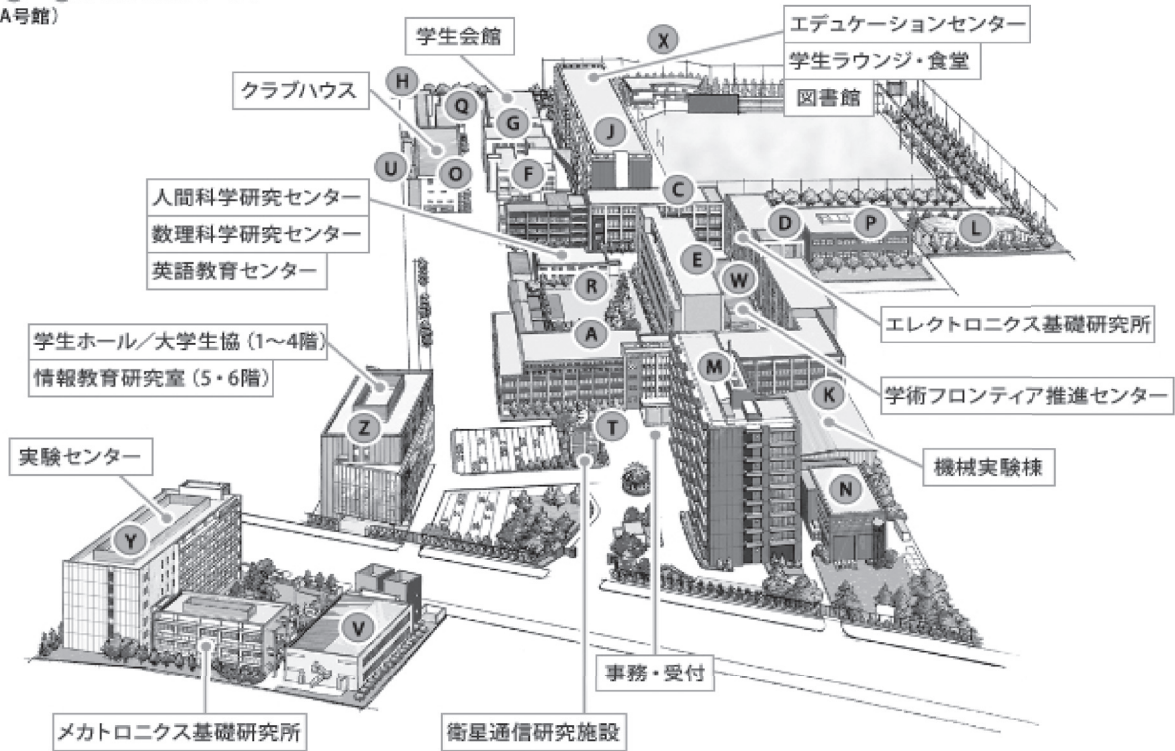 A号館）
学生会館
X
エデュケーションセンター
学生ラウンジ・食堂
図書館
クラブハウス
H
Q
G
J
U
O
F
C
人間科学研究センター
数理科学研究センター
英語教育センター
D
P
L
E
W
R
エレクトロニクス基礎研究所
A
学生ホール／大学生協（1〜4階）
情報教育研究室（5・6階）
M
K
学術フロンティア推進センター
Z
T
実験センター
機械実験棟
N
Y
V
事務・受付
メカトロニクス基礎研究所
衛星通信研究施設